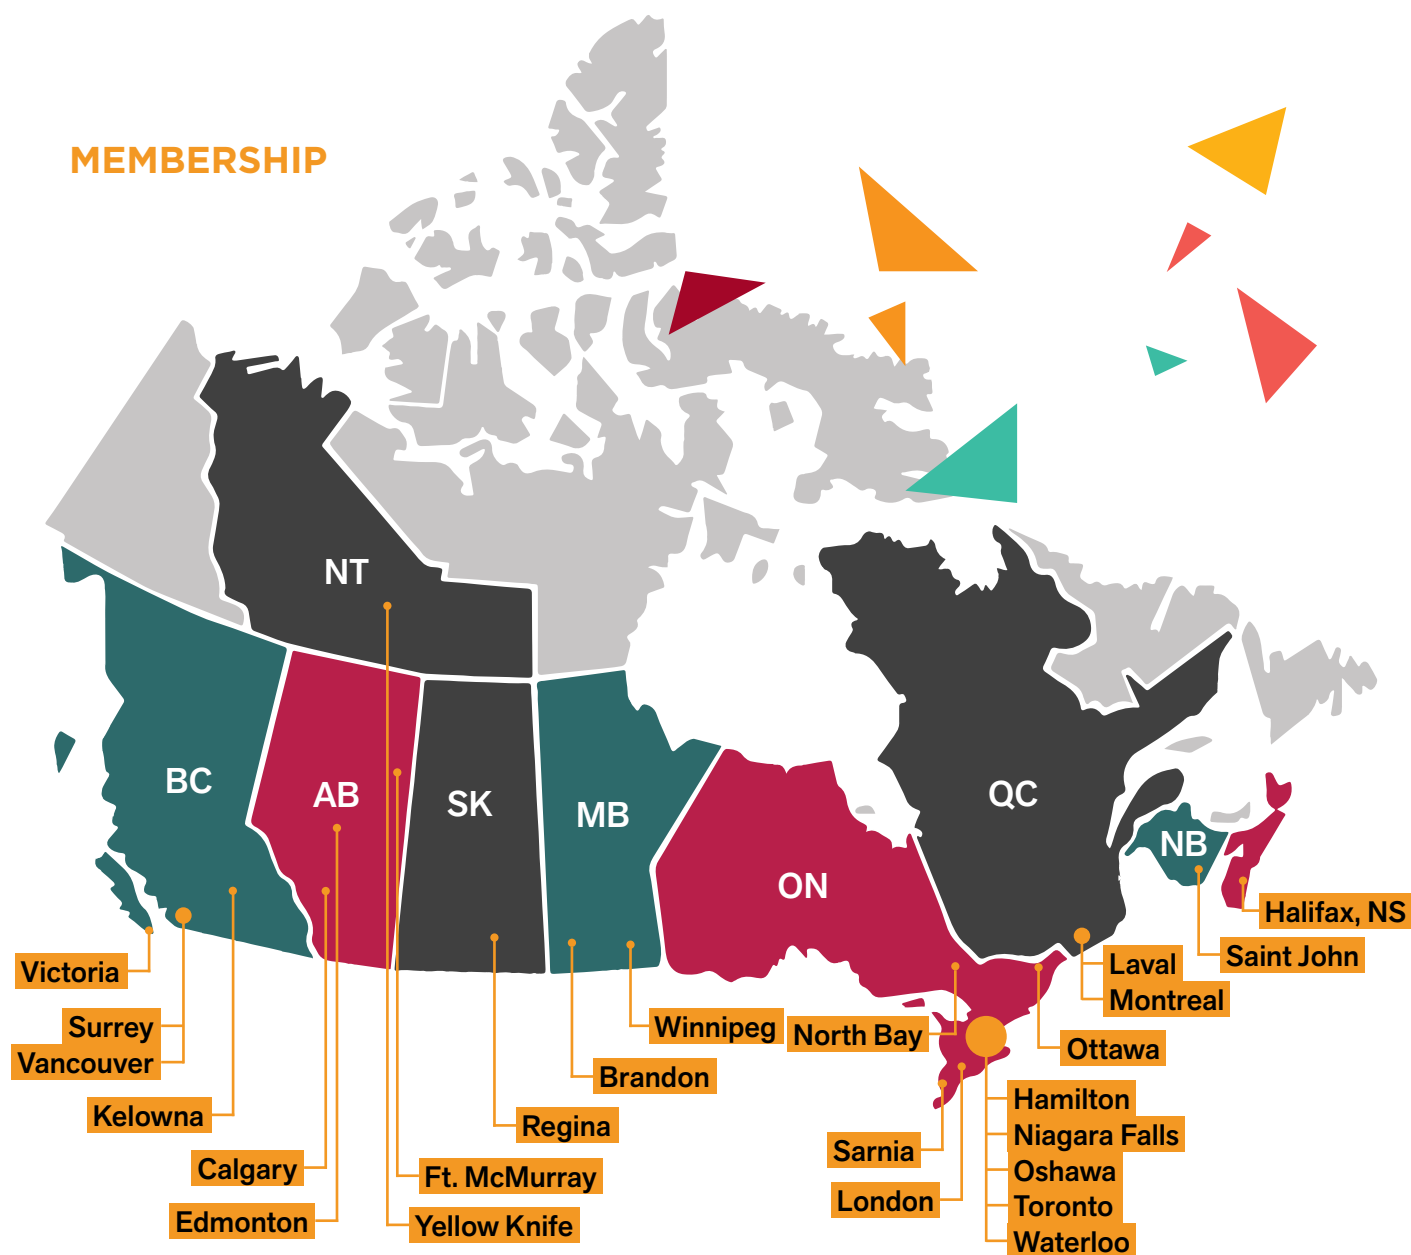 MEMBERSHIP
NT
BC
AB
SK
MB
ON
QC
NB
Halifax, NS
Saint John
Laval
Montreal
Victoria
Surrey
Vancouver
Winnipeg
North Bay
Ottawa
Brandon
Kelowna
Hamilton
Regina
Niagara Falls
Sarnia
Calgary
Ft. McMurray
Oshawa
London
Toronto
Edmonton
Yellow Knife
Waterloo